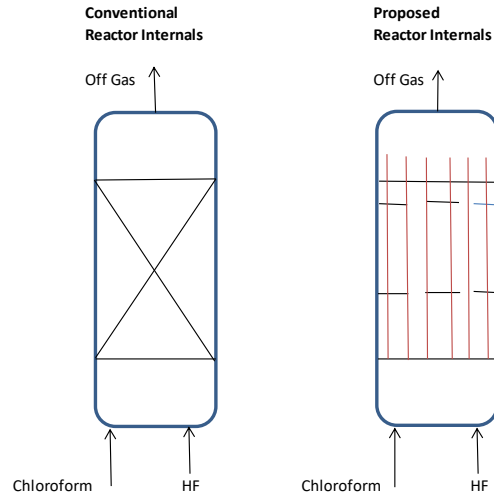 Conventional
Reactor Internals
Off Gas
Chloroform
HF
Proposed
Reactor Internals
Off Gas
Chloroform
HF